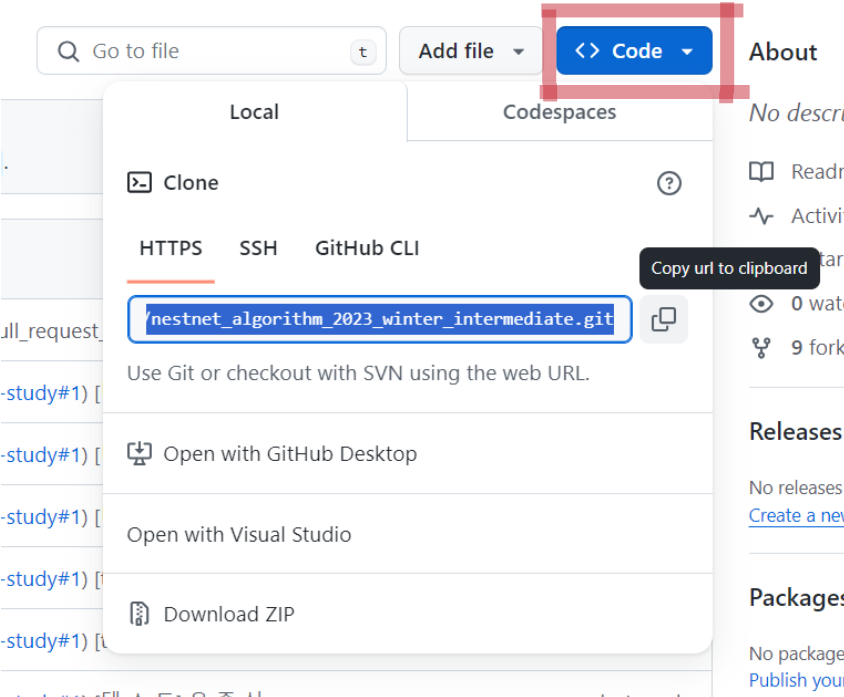 Go to file
t
Add file
Code
About
Local
Codespaces
No descri
.
Clone
Readm
HTTPS
SSH
GitHub CLI
Activi
Copy url to clipboard
tar
/nestnet_algorithm_2023_winter_intermediate.git
0 wat
ull_request_
9 fork
Use Git or checkout with SVN using the web URL.
-study#1) [
Releases
Open with GitHub Desktop
-study#1) [
No releases
-study#1) [
Create a new
Open with Visual Studio
-study#1) [t
Packages
Download ZIP
-study#1) [t
No package
Publish your